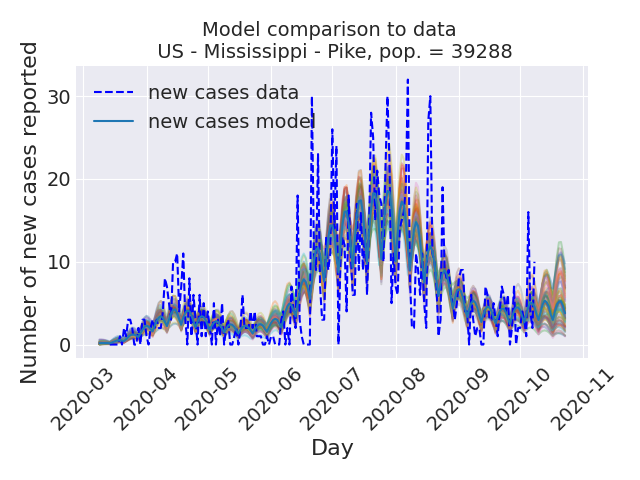 Model comparison to data
US - Mississippi - Pike, pop. = 39288
Number of new cases reported
30
20
10
0
new cases data
new cases model
2020-03
2020-04
2020-05
2020-06
2020-07
2020-08
2020-09
2020-10
2020-11
Day